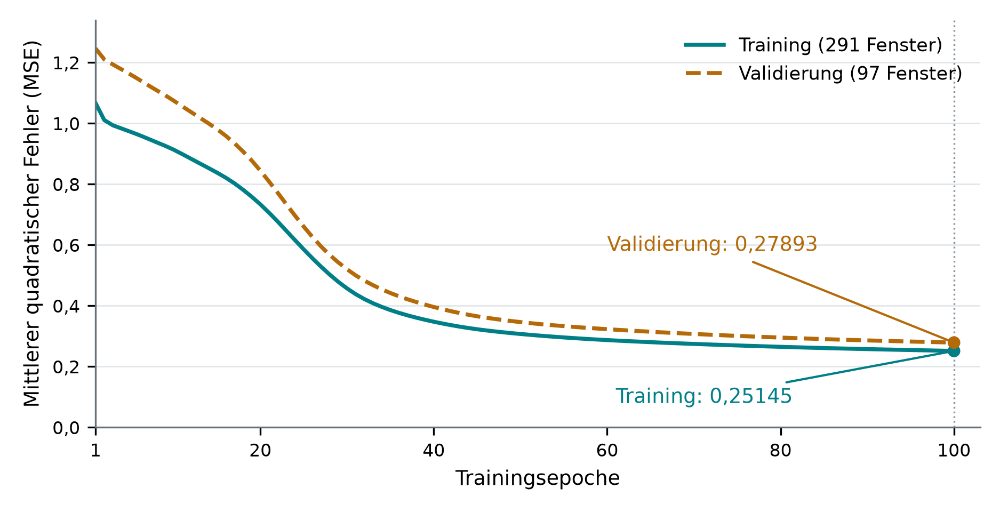 Mittlerer quadratischer Fehler (MSE)
1,2
1,0
0,8
0,6
0,4
0,2
0,0
Training (291 Fenster)
Validierung (97 Fenster)
Validierung: 0,27893
Training: 0,25145
1 20 40 60 80 100
Trainingsepoche